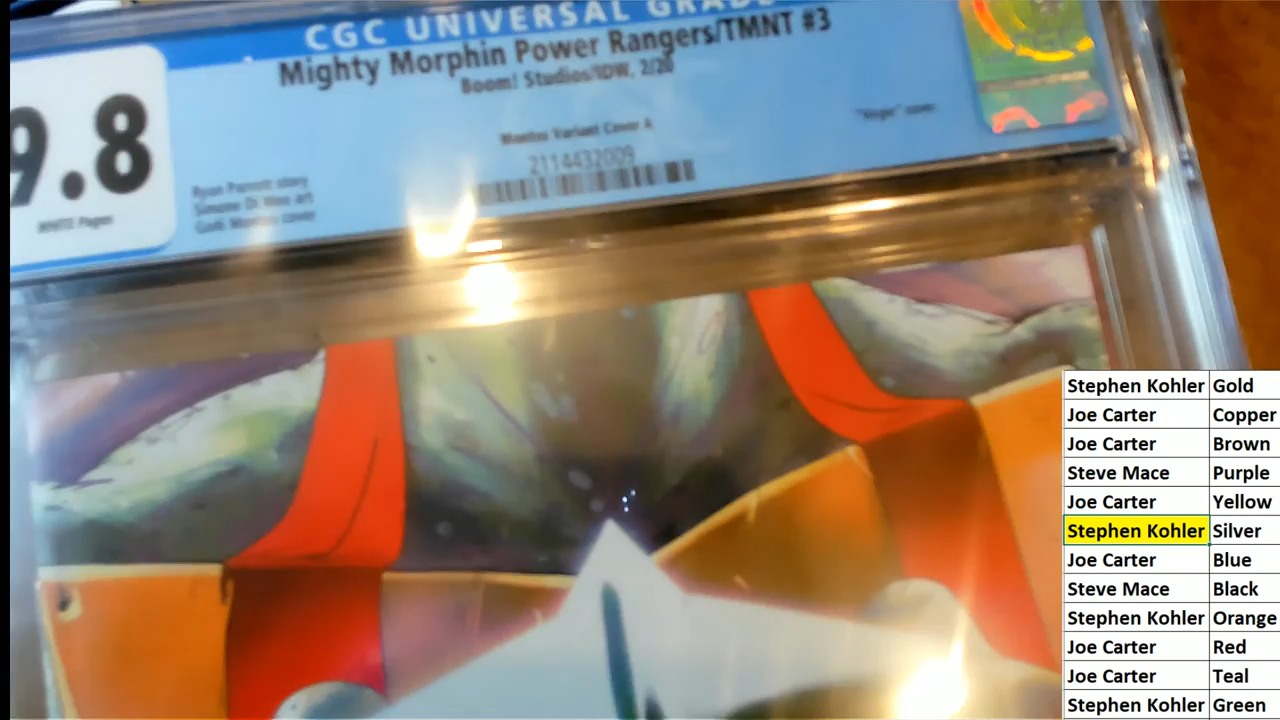 CGC UNIVERSAL GRADE
Mighty Morphin Power Rangers/TMNT #3
Boom! Studios/IDW, 2/20
9.8
WHITE Pages
Montes Variant Cover A
"Virgin" cover
2114432009
Ryan Parrott story
Simone Di Meo art
Goñi Montes cover
Stephen Kohler Gold
Joe Carter Copper
Joe Carter Brown
Steve Mace Purple
Joe Carter Yellow
Stephen Kohler Silver
Joe Carter Blue
Steve Mace Black
Stephen Kohler Orange
Joe Carter Red
Joe Carter Teal
Stephen Kohler Green